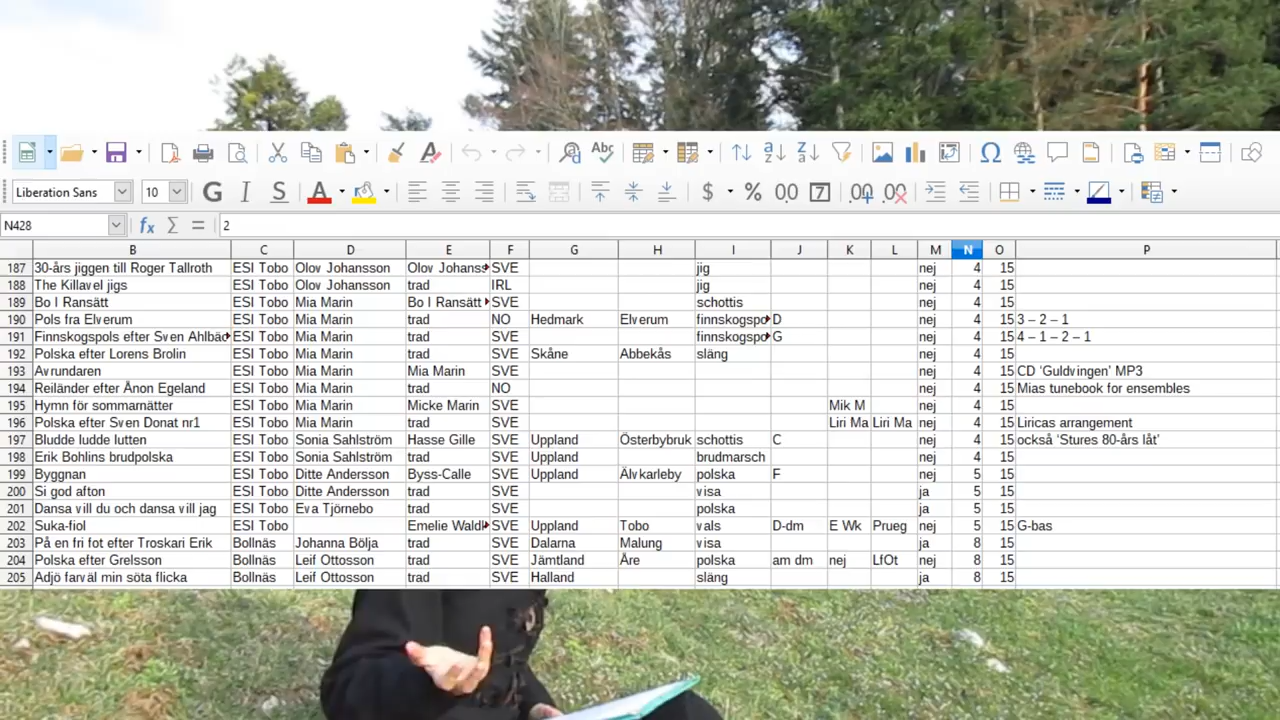 Liberation Sans 10 G I S A $ % 00 7 .00 .00
N428 fx Σ = 2
B C D E F G H I J K L M N O P
187 30-års jiggen till Roger Tallroth ESI Tobo Olov Johansson Olov Johanss SVE jig nej 4 15
188 The Killavel jigs ESI Tobo Olov Johansson trad IRL jig nej 4 15
189 Bo I Ransätt ESI Tobo Mia Marin Bo I Ransätt SVE schottis nej 4 15
190 Pols fra Elverum ESI Tobo Mia Marin trad NO Hedmark Elverum finnskogspo D nej 4 15 3 – 2 – 1
191 Finnskogspols efter Sven Ahlbäc ESI Tobo Mia Marin trad SVE finnskogspo G nej 4 15 4 – 1 – 2 – 1
192 Polska efter Lorens Brolin ESI Tobo Mia Marin trad SVE Skåne Abbekås släng nej 4 15
193 Avrundaren ESI Tobo Mia Marin Mia Marin SVE nej 4 15 CD ‘Guldvingen’ MP3
194 Reiländer efter Ånon Egeland ESI Tobo Mia Marin trad NO nej 4 15 Mias tunebook for ensembles
195 Hymn för sommarnätter ESI Tobo Mia Marin Micke Marin SVE Mik M nej 4 15
196 Polska efter Sven Donat nr1 ESI Tobo Mia Marin trad SVE Liri Ma Liri Ma nej 4 15 Liricas arrangement
197 Bludde ludde lutten ESI Tobo Sonia Sahlström Hasse Gille SVE Uppland Österbybruk schottis C nej 4 15 också ‘Stures 80-års låt’
198 Erik Bohlins brudpolska ESI Tobo Sonia Sahlström trad SVE Uppland brudmarsch nej 4 15
199 Byggnan ESI Tobo Ditte Andersson Byss-Calle SVE Uppland Älvkarleby polska F nej 5 15
200 Si god afton ESI Tobo Ditte Andersson trad SVE visa ja 5 15
201 Dansa vill du och dansa vill jag ESI Tobo Eva Tjörnebo trad SVE polska ja 5 15
202 Suka-fiol ESI Tobo Emelie Waldk SVE Uppland Tobo vals D-dm E Wk Prueg nej 5 15 G-bas
203 På en fri fot efter Troskari Erik Bollnäs Johanna Bölja trad SVE Dalarna Malung visa ja 8 15
204 Polska efter Grelsson Bollnäs Leif Ottosson trad SVE Jämtland Åre polska am dm nej LfOt nej 8 15
205 Adjö farväl min söta flicka Bollnäs Leif Ottosson trad SVE Halland släng ja 8 15